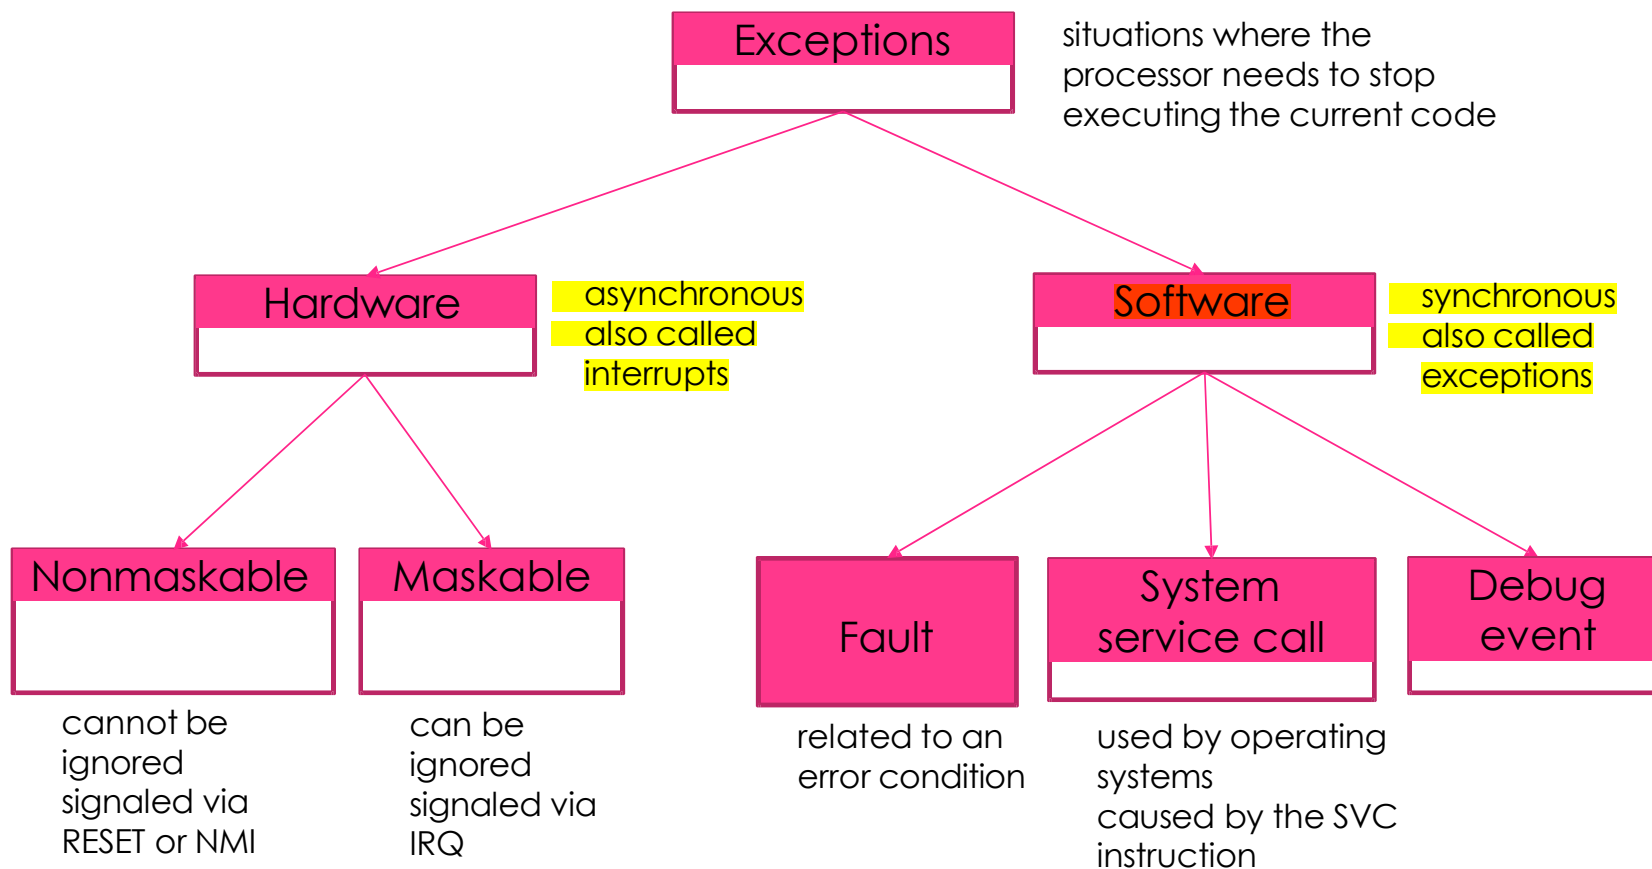 Exceptions
situations where the
processor needs to stop
executing the current code
Hardware
asynchronous
also called
interrupts
Software
synchronous
also called
exceptions
Nonmaskable
cannot be
ignored
signaled via
RESET or NMI
Maskable
can be
ignored
signaled via
IRQ
Fault
related to an
error condition
System
service call
used by operating
systems
caused by the SVC
instruction
Debug
event